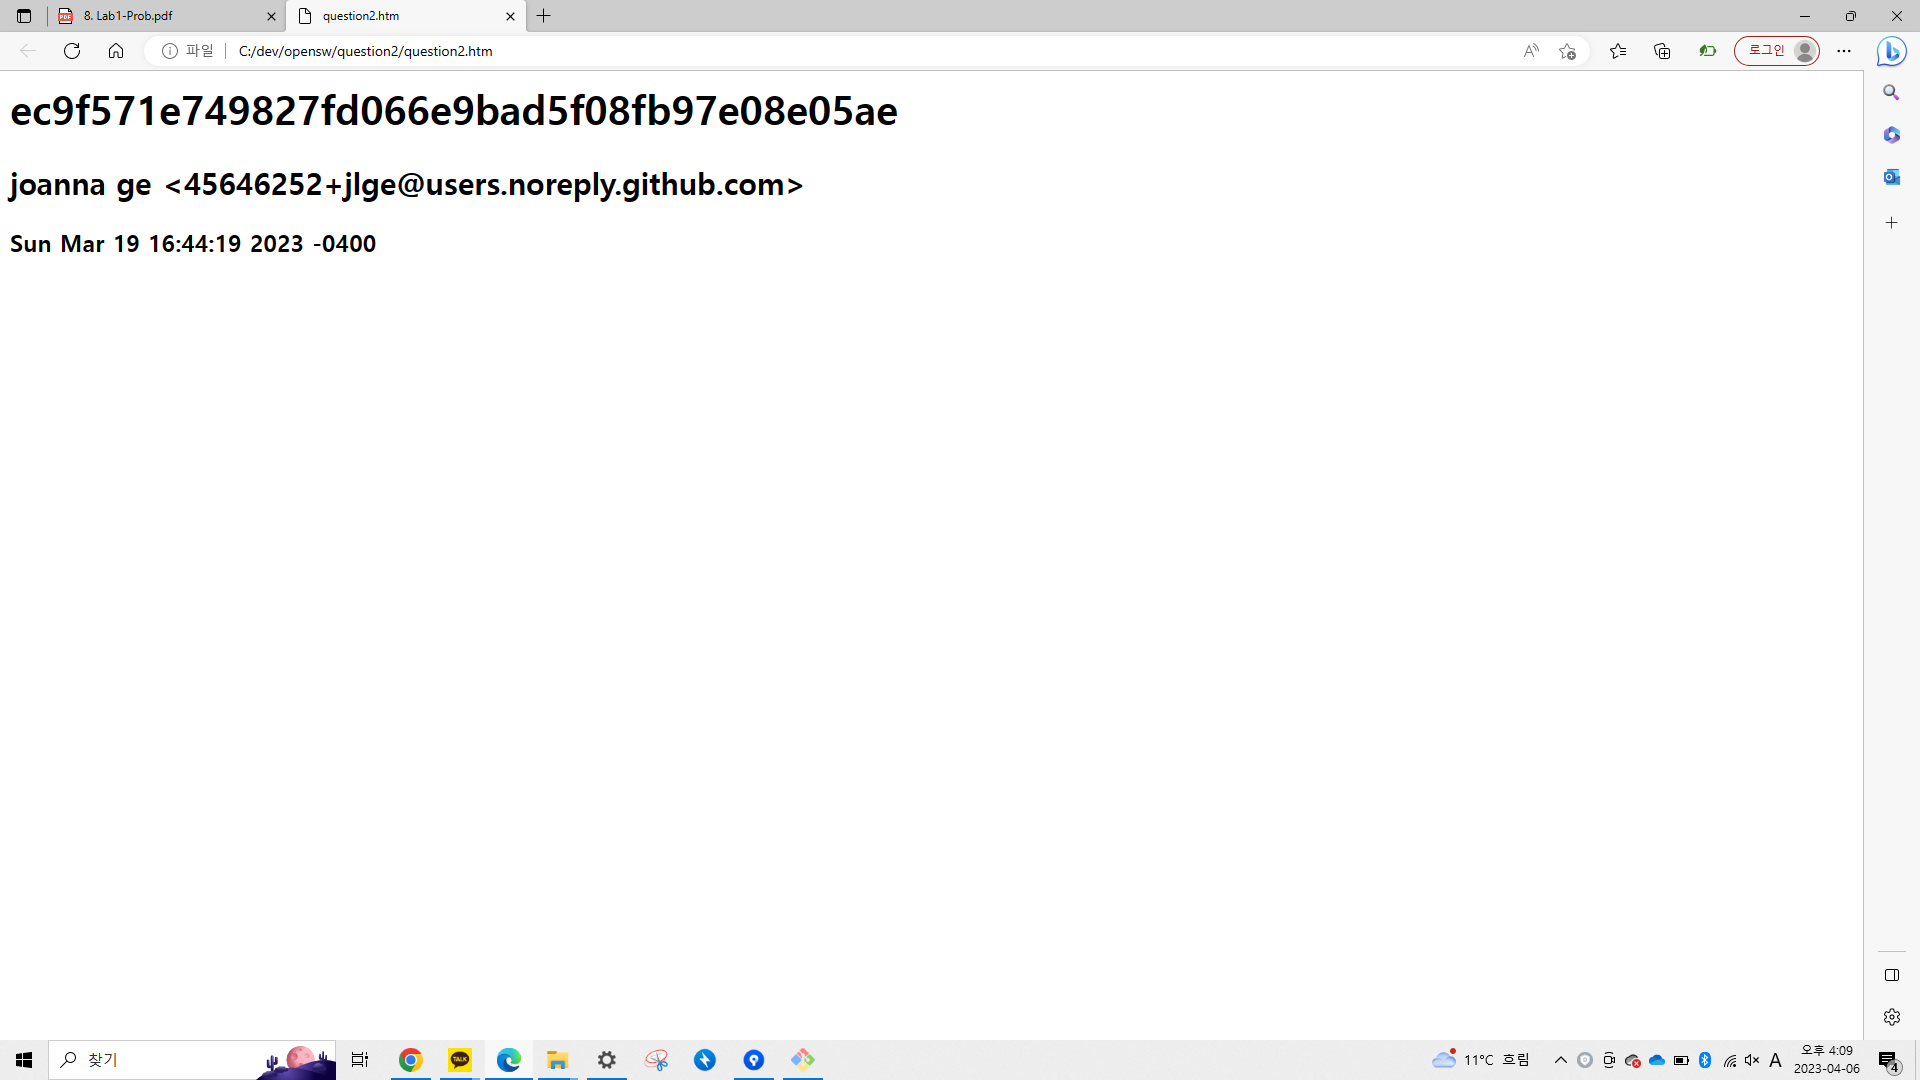 8. Lab1-Prob.pdf
question2.htm
파일
C:/dev/opensw/question2/question2.htm
로그인
ec9f571e749827fd066e9bad5f08fb97e08e05ae
joanna ge <45646252+jlge@users.noreply.github.com>
Sun Mar 19 16:44:19 2023 -0400
찾기
TALK
11°C 흐림
A
오후 4:09
2023-04-06
4